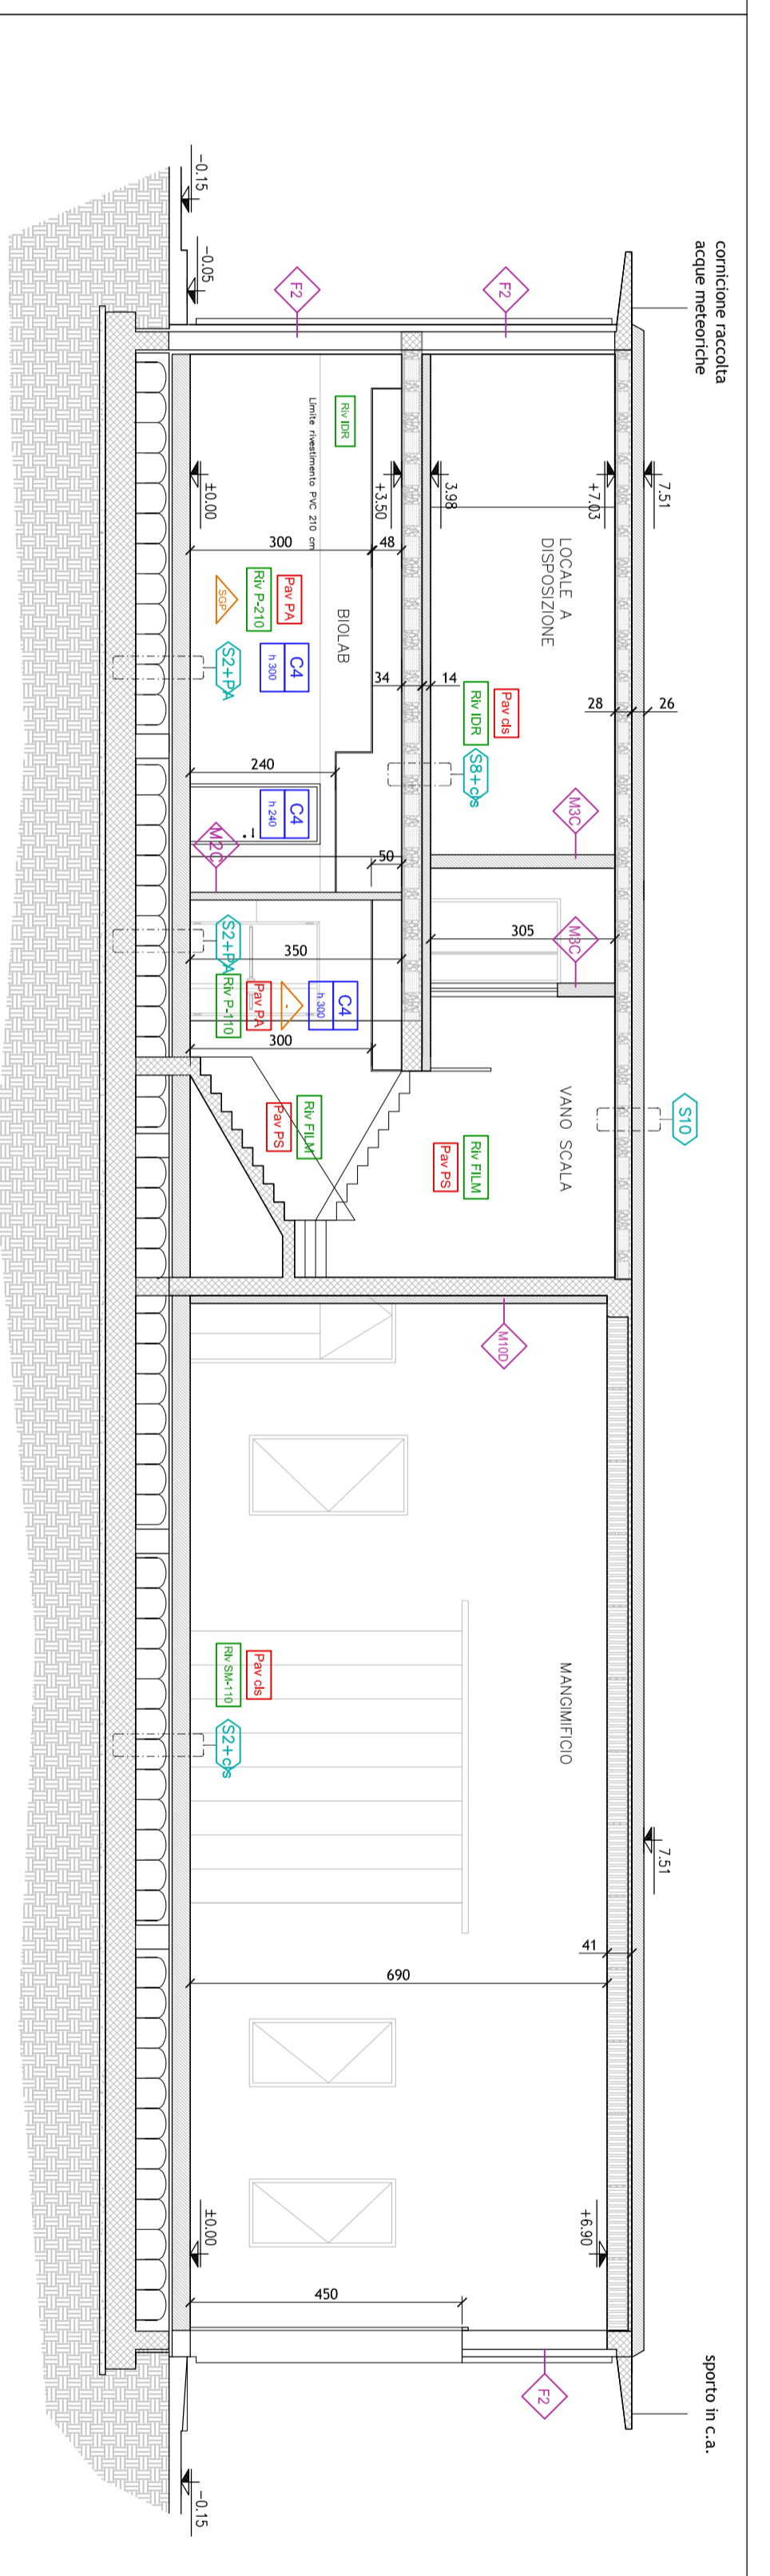 cornicione raccolta
acque meteoriche
sporto in c.a.
7.51
7.51
S10
26
28
+7.03
+6.90
41
F2
F2
F2
LOCALE A
DISPOSIZIONE
M3C
M3C
VANO SCALA
MANGIMIFICIO
M10D
Pav cls
Riv IDR
S8+cls
305
3.98
14
34
+3.50
48
50
Riv FILM
Pav PS
690
Riv IDR
Limite rivestimento PVC 210 cm
BIOLAB
300
240
Pav PA
Riv P-210
SGP
C4
h 300
C4
h 240
M2C
S2+PA
350
300
C4
h 300
-
Pav PA
Riv P-110
S2+PA
Riv FILM
Pav PS
Pav cls
Riv SM-110
S2+cls
450
±0.00
±0.00
-0.15
-0.05
-0.15